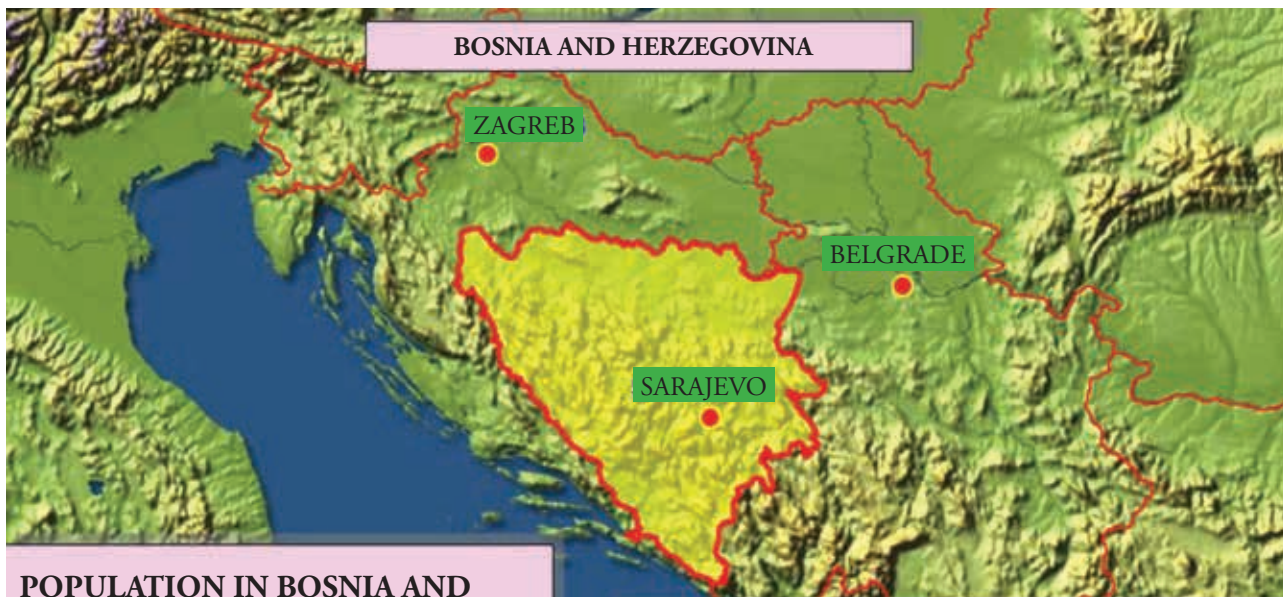 BOSNIA AND HERZEGOVINA
ZAGREB
BELGRADE
SARAJEVO
POPULATION IN BOSNIA AND